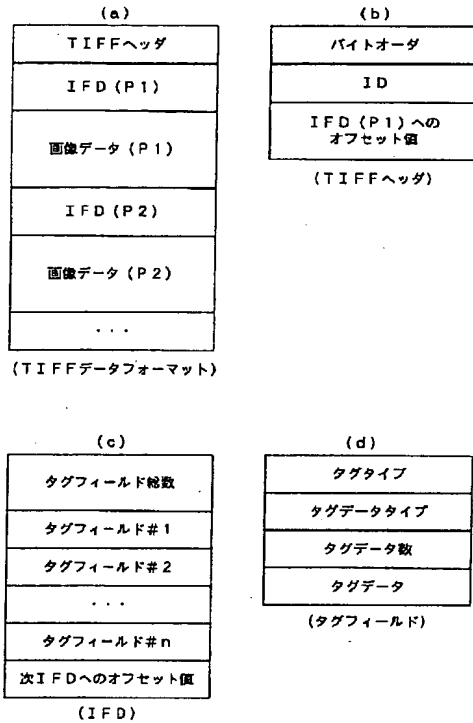 (a)
TIFFヘッダ
IFD(P1)
画像データ(P1)
IFD(P2)
画像データ(P2)
・・・
(TIFFデータフォーマット)
(b)
バイトオーダ
ID
IFD(P1)への
オフセット値
(TIFFヘッダ)
(c)
タグフィールド総数
タグフィールド#1
タグフィールド#2
・・・
タグフィールド#n
次IFDへのオフセット値
(IFD)
(d)
タグタイプ
タグデータタイプ
タグデータ数
タグデータ
(タグフィールド)